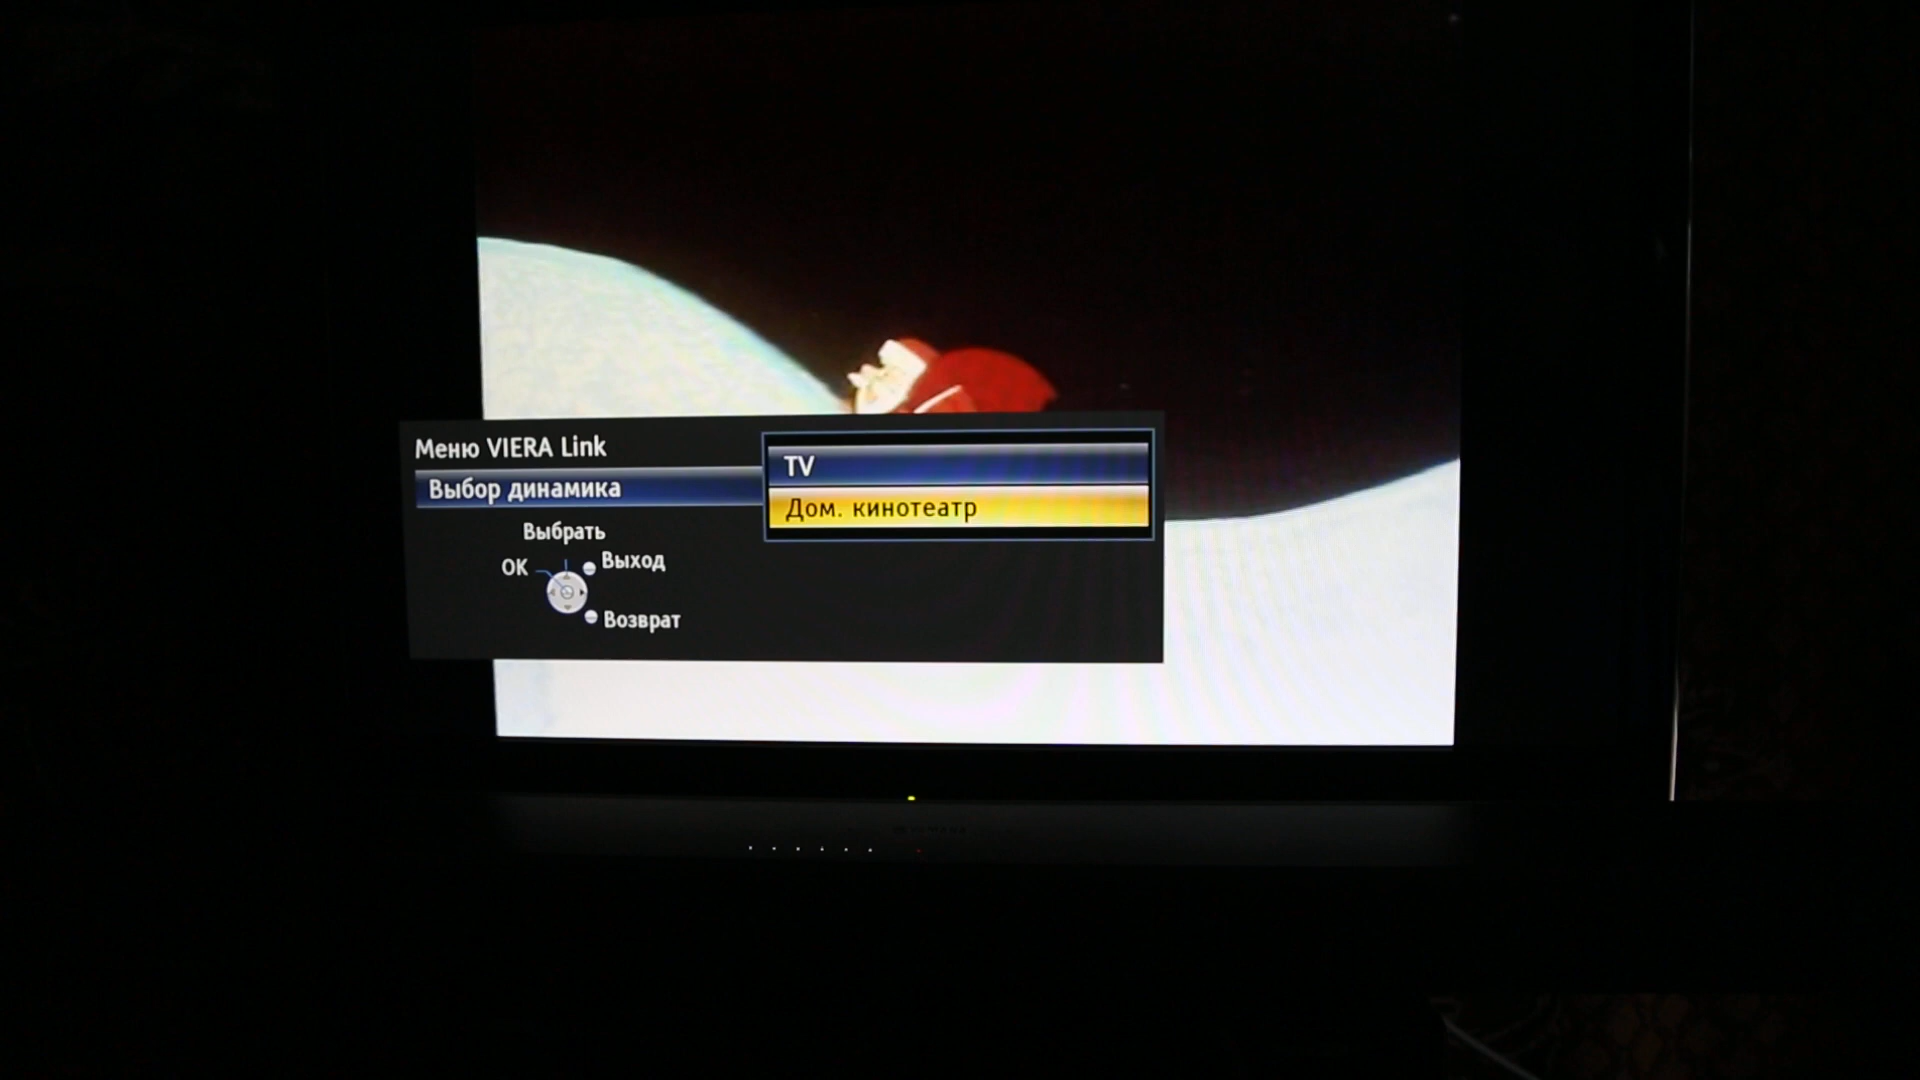 Меню VIERA Link
Выбор динамика
TV
Дом. кинотеатр
Выбрать
OK
Выход
Возврат